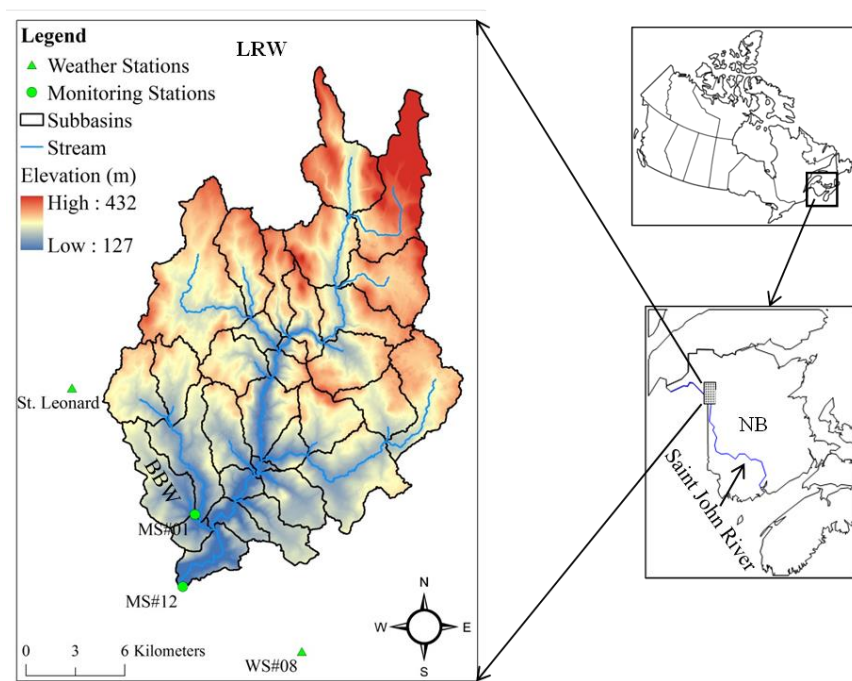 Legend
LRW
Weather Stations
Monitoring Stations
Subbasins
Stream
Elevation (m)
High : 432
Low : 127
St. Leonard
BBW
MS#01
MS#12
WS#08
0 3 6 Kilometers
N
W E
S
NB
Saint John River